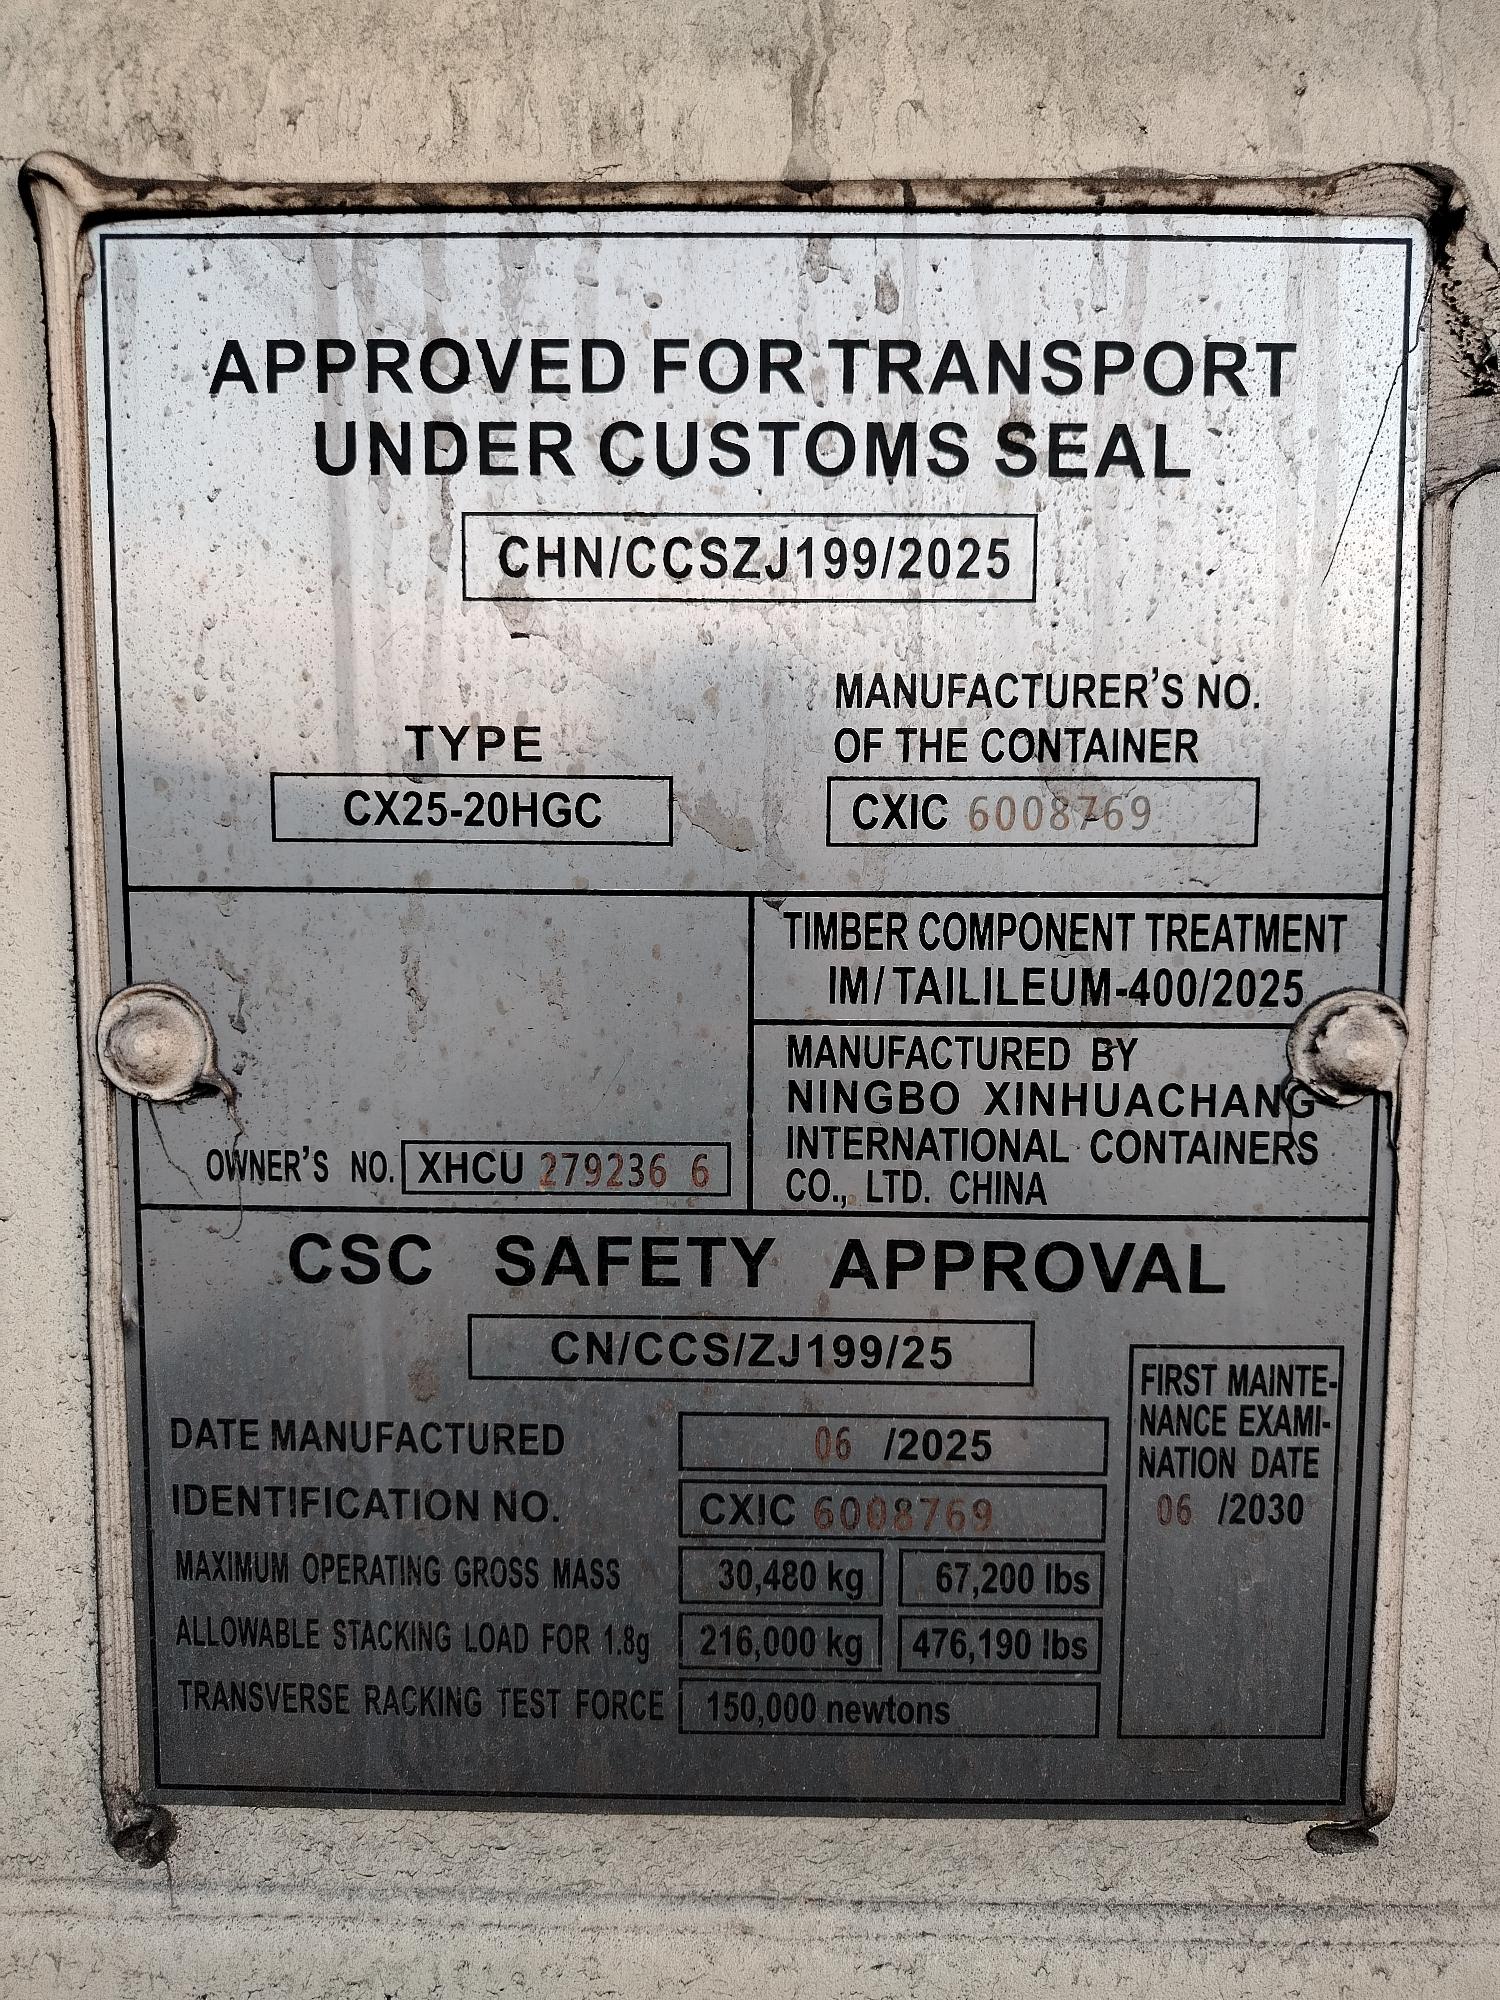 APPROVED FOR TRANSPORT
UNDER CUSTOMS SEAL
CHN/CCSZJ199/2025
TYPE
CX25-20HGC
MANUFACTURER'S NO.
OF THE CONTAINER
CXIC 6008769
TIMBER COMPONENT TREATMENT
IM/TAILILEUM-400/2025
MANUFACTURED BY
NINGBO XINHUACHANG
INTERNATIONAL CONTAINERS
CO., LTD. CHINA
OWNER'S NO. XHCU 279236 6
CSC SAFETY APPROVAL
CN/CCS/ZJ199/25
DATE MANUFACTURED 06 /2025
IDENTIFICATION NO. CXIC 6008769
MAXIMUM OPERATING GROSS MASS 30,480 kg 67,200 lbs
ALLOWABLE STACKING LOAD FOR 1.8g 216,000 kg 476,190 lbs
TRANSVERSE RACKING TEST FORCE 150,000 newtons
FIRST MAINTE-
NANCE EXAMI-
NATION DATE
06 /2030